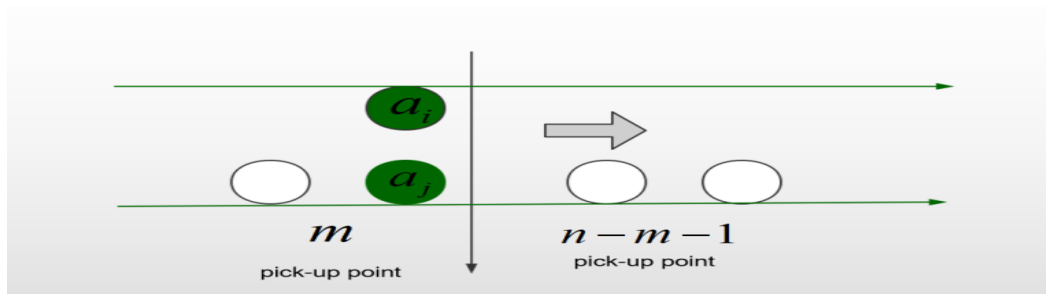 a_i
a_j
m
n − m − 1
pick-up point
pick-up point